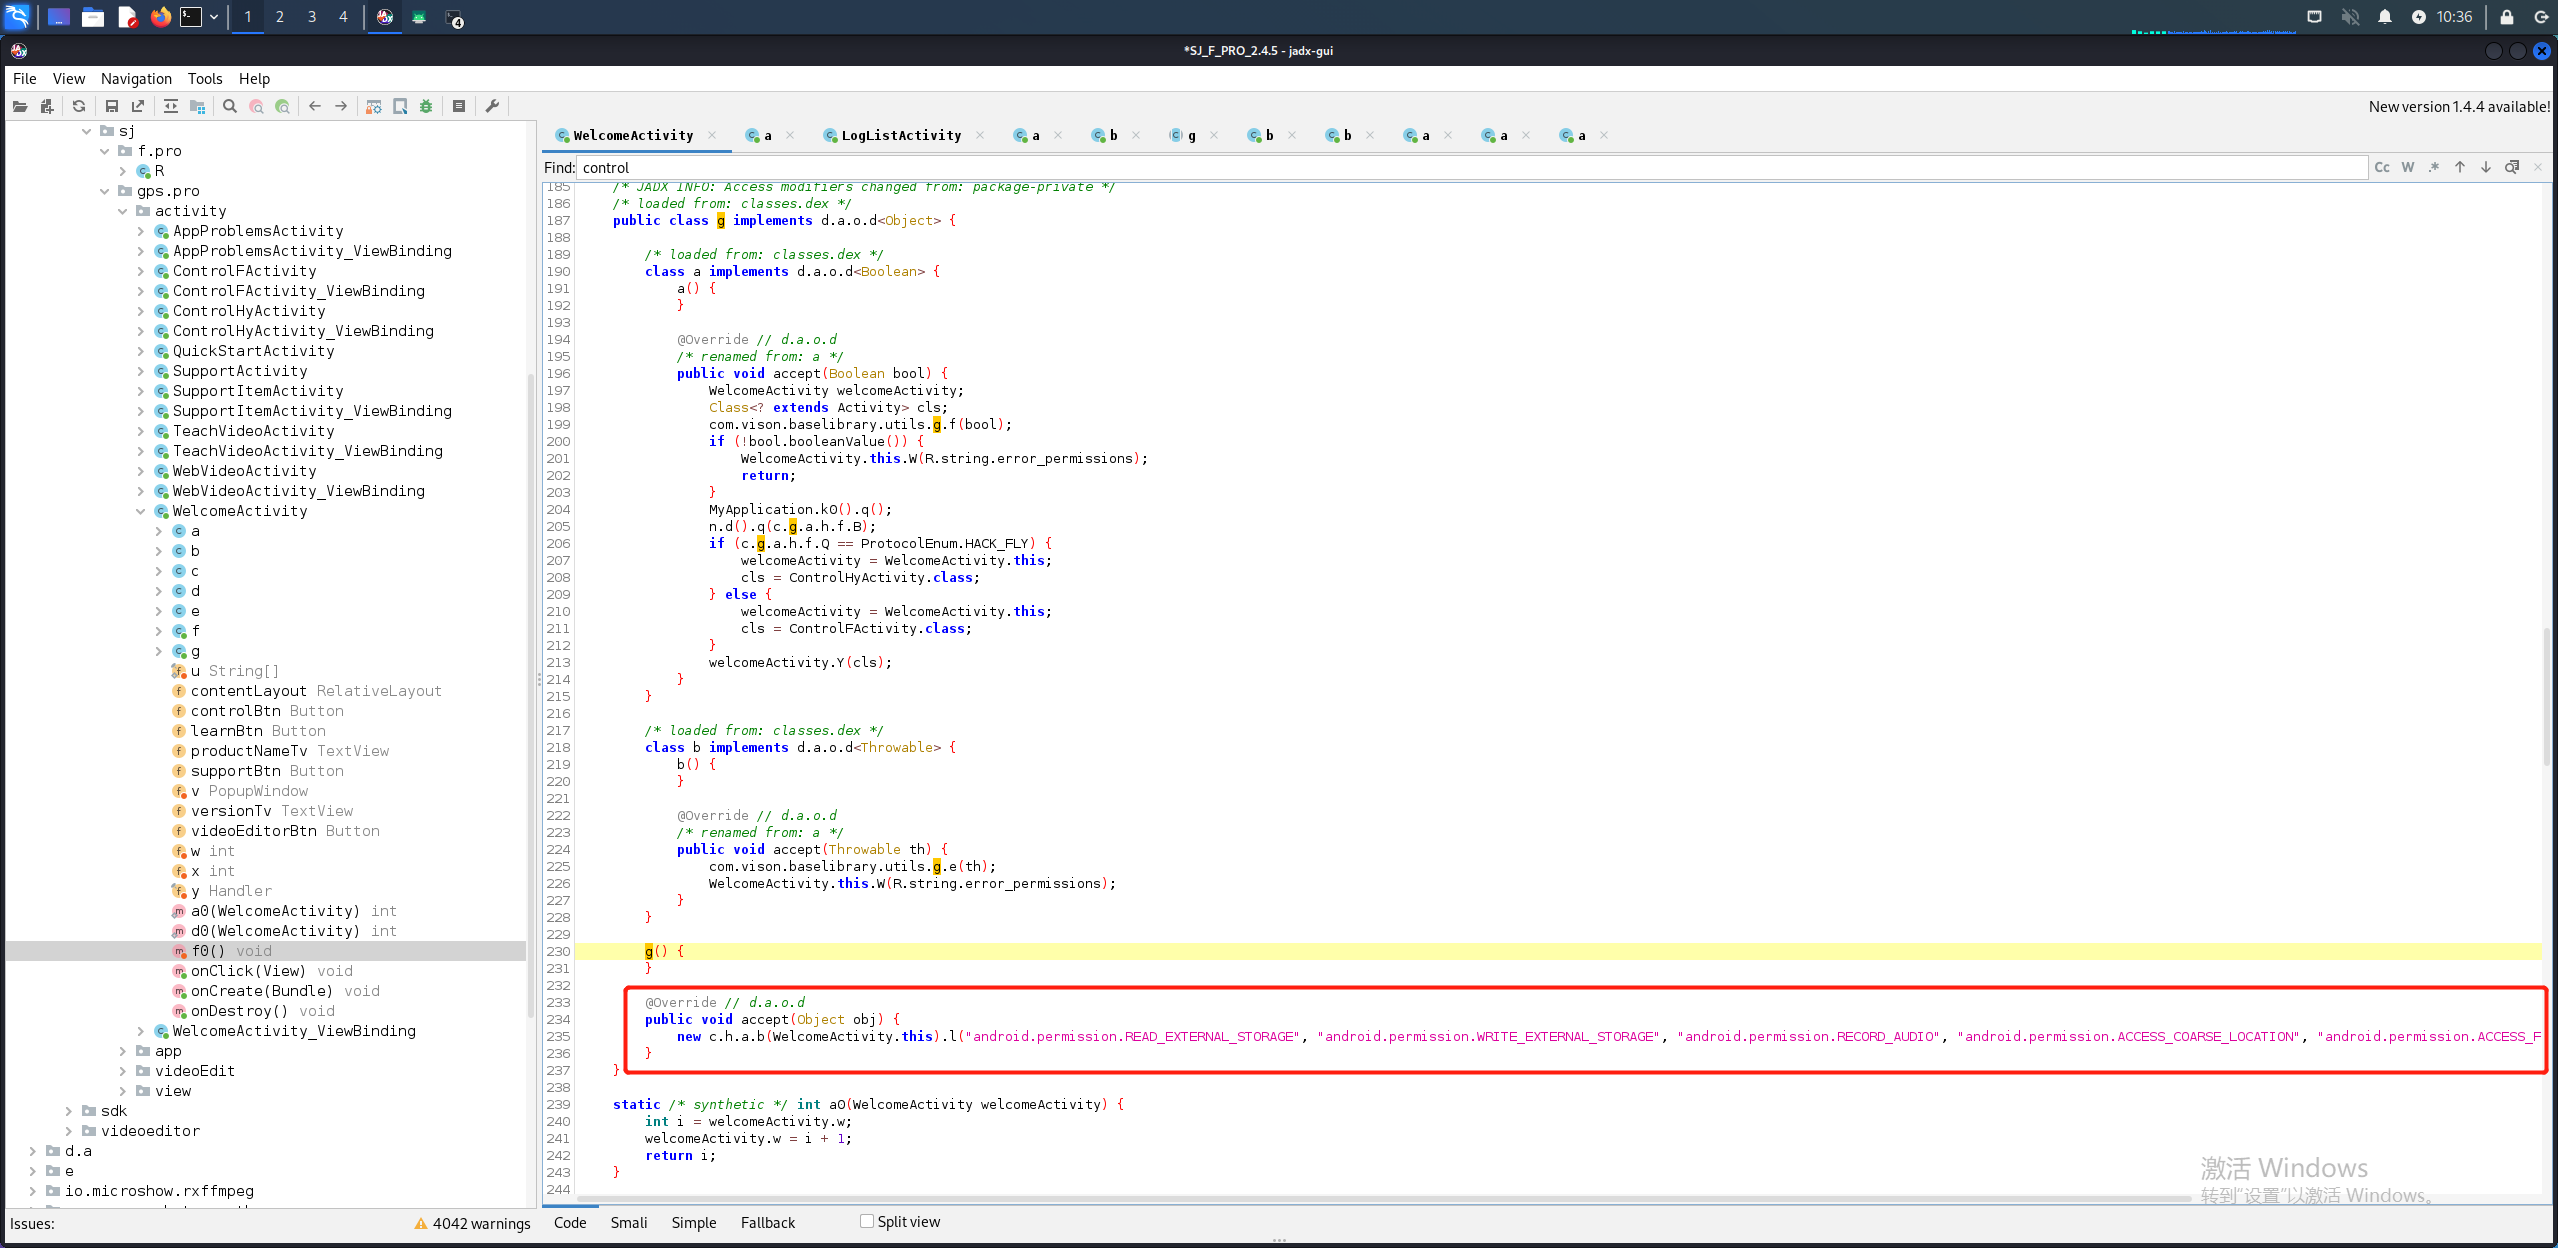 1 2 3 4
4
10:36
*SJ_F_PRO_2.4.5 - jadx-gui
File View Navigation Tools Help
New version 1.4.4 available!
sj
f.pro
R
gps.pro
activity
AppProblemsActivity
AppProblemsActivity_ViewBinding
ControlFActivity
ControlFActivity_ViewBinding
ControlHyActivity
ControlHyActivity_ViewBinding
QuickStartActivity
SupportActivity
SupportItemActivity
SupportItemActivity_ViewBinding
TeachVideoActivity
TeachVideoActivity_ViewBinding
WebVideoActivity
WebVideoActivity_ViewBinding
WelcomeActivity
a
b
c
d
e
f
g
u String[]
contentLayout RelativeLayout
controlBtn Button
learnBtn Button
productNameTv TextView
supportBtn Button
v PopupWindow
versionTv TextView
videoEditorBtn Button
w int
x int
y Handler
a0(WelcomeActivity) int
d0(WelcomeActivity) int
f0() void
onClick(View) void
onCreate(Bundle) void
onDestroy() void
WelcomeActivity_ViewBinding
app
videoEdit
view
sdk
videoeditor
d.a
e
io.microshow.rxffmpeg
WelcomeActivity a LogListActivity a b g b b a a a
Find: control
Cc W .*
185 /* JADX INFO: Access modifiers changed from: package-private */
186 /* loaded from: classes.dex */
187 public class g implements d.a.o.d<Object> {
188
189 /* loaded from: classes.dex */
190 class a implements d.a.o.d<Boolean> {
191 a() {
192 }
193
194 @Override // d.a.o.d
195 /* renamed from: a */
196 public void accept(Boolean bool) {
197 WelcomeActivity welcomeActivity;
198 Class<? extends Activity> cls;
199 com.vison.baselibrary.utils.g.f(bool);
200 if (!bool.booleanValue()) {
201 WelcomeActivity.this.W(R.string.error_permissions);
202 return;
203 }
204 MyApplication.k0().q();
205 n.d().q(c.g.a.h.f.B);
206 if (c.g.a.h.f.Q == ProtocolEnum.HACK_FLY) {
207 welcomeActivity = WelcomeActivity.this;
208 cls = ControlHyActivity.class;
209 } else {
210 welcomeActivity = WelcomeActivity.this;
211 cls = ControlFActivity.class;
212 }
213 welcomeActivity.Y(cls);
214 }
215 }
216
217 /* loaded from: classes.dex */
218 class b implements d.a.o.d<Throwable> {
219 b() {
220 }
221
222 @Override // d.a.o.d
223 /* renamed from: a */
224 public void accept(Throwable th) {
225 com.vison.baselibrary.utils.g.e(th);
226 WelcomeActivity.this.W(R.string.error_permissions);
227 }
228 }
229
230 g() {
231 }
232
233 @Override // d.a.o.d
234 public void accept(Object obj) {
235 new c.h.a.b(WelcomeActivity.this).l("android.permission.READ_EXTERNAL_STORAGE", "android.permission.WRITE_EXTERNAL_STORAGE", "android.permission.RECORD_AUDIO", "android.permission.ACCESS_COARSE_LOCATION", "android.permission.ACCESS_F
236 }
237 }
238
239 static /* synthetic */ int a0(WelcomeActivity welcomeActivity) {
240 int i = welcomeActivity.w;
241 welcomeActivity.w = i + 1;
242 return i;
243 }
244
激活 Windows
转到"设置"以激活 Windows。
Issues: 4042 warnings
Code Smali Simple Fallback Split view